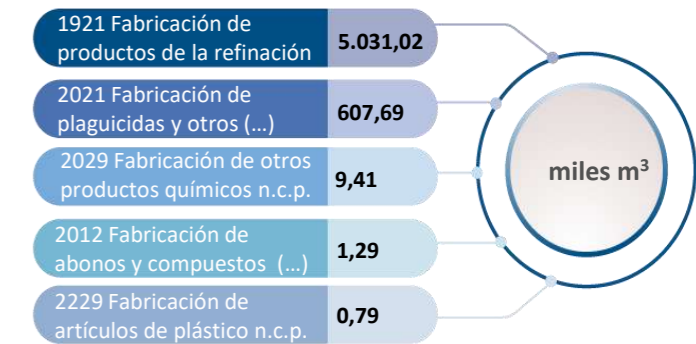 1921 Fabricación de
productos de la refinación
5.031,02
2021 Fabricación de
plaguicidas y otros (...)
607,69
2029 Fabricación de otros
productos químicos n.c.p.
9,41
2012 Fabricación de
abonos y compuestos (...)
1,29
2229 Fabricación de
artículos de plástico n.c.p.
0,79
miles m³